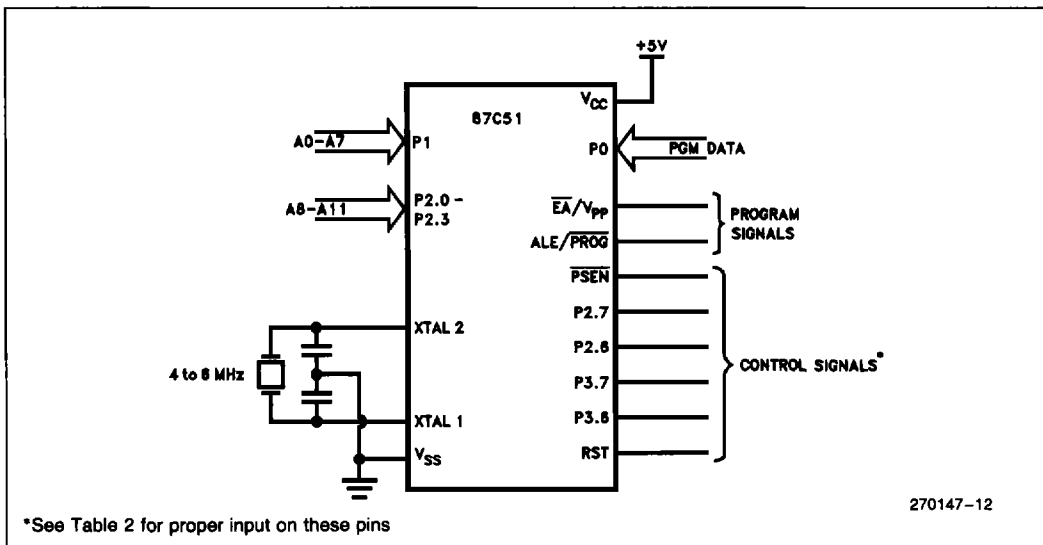 +5V
VCC
87C51
A0-A7
P1
P0
PGM DATA
A8-A11
P2.0 -
P2.3
EA/VPP
PROGRAM
SIGNALS
ALE/PROG
PSEN
P2.7
XTAL 2
P2.6
4 to 6 MHz
CONTROL SIGNALS*
P3.7
P3.6
XTAL 1
VSS
RST
270147-12
*See Table 2 for proper input on these pins